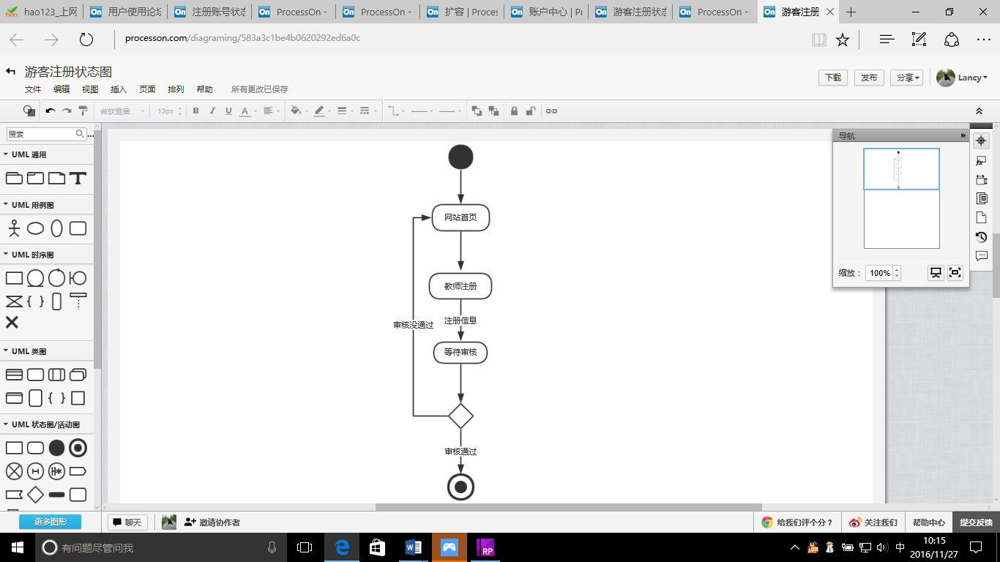 hao123_上网
用户使用论坛
注册账号状态
ProcessOn -
ProcessOn -
扩容 | Proces
账户中心 | P
游客注册状态
ProcessOn -
游客注册
processon.com/diagraming/583a3c1be4b0620292ed6a0c
游客注册状态图
下载
发布
分享
Lancy
文件 编辑 视图 插入 页面 排列 帮助 所有更改已保存
微软雅黑 13px B I U A
搜索
导航
UML 通用
UML 用例图
UML 时序图
UML 类图
UML 状态图/活动图
网站首页
教师注册
审核没通过
注册信息
等待审核
审核通过
缩放： 100%
更多图形
聊天
邀请协作者
给我们评个分？
关注我们
帮助中心
提交反馈
有问题尽管问我
RP
中
10:15
2016/11/27